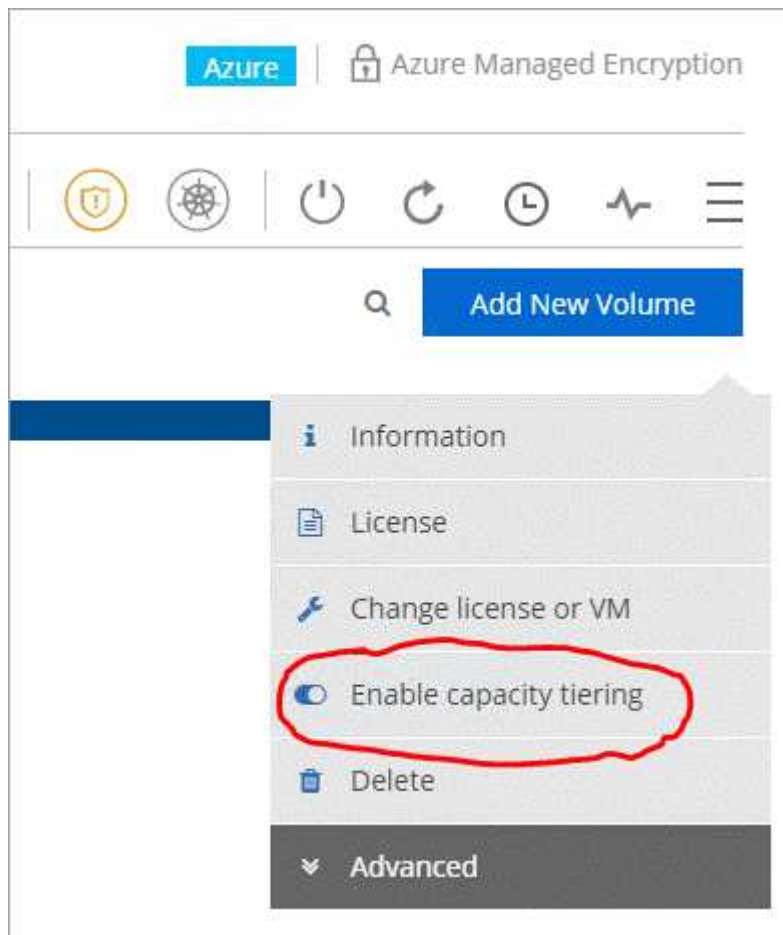 Azure
Azure Managed Encryption
Add New Volume
Information
License
Change license or VM
Enable capacity tiering
Delete
Advanced